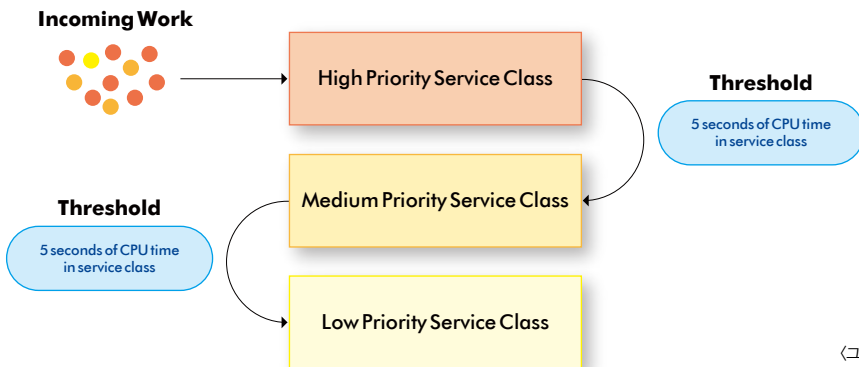 Incoming Work
High Priority Service Class
Threshold
5 seconds of CPU time
in service class
Medium Priority Service Class
Threshold
5 seconds of CPU time
in service class
Low Priority Service Class